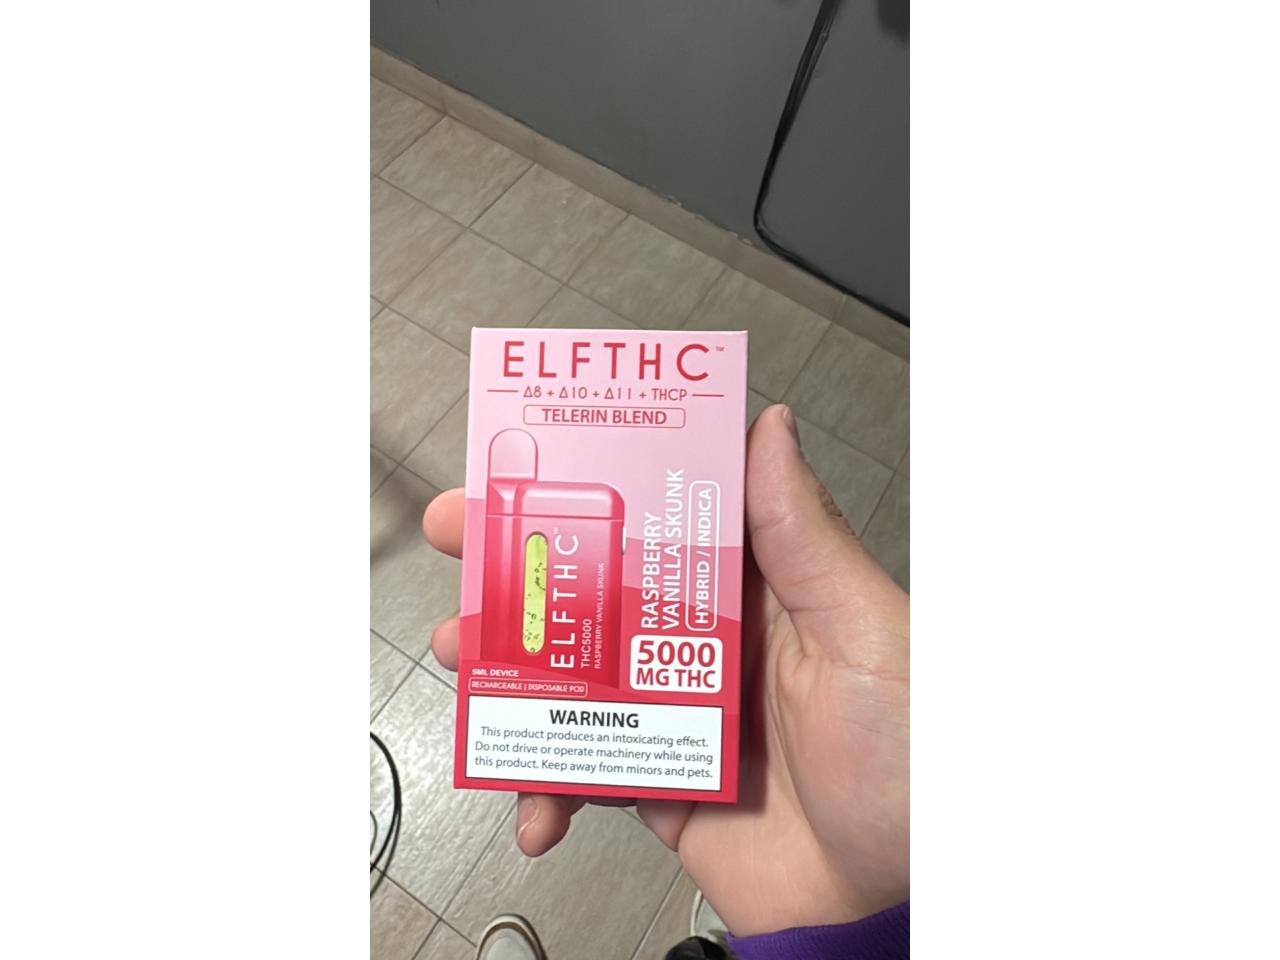 ELFTHC™
Δ8 + Δ10 + Δ11 + THCP
TELERIN BLEND
RASPBERRY
VANILLA SKUNK
HYBRID / INDICA
ELFTHC™
THC5000
RASPBERRY VANILLA SKUNK
5000
MG THC
5ML DEVICE
RECHARGEABLE | DISPOSABLE POD
WARNING
This product produces an intoxicating effect.
Do not drive or operate machinery while using
this product. Keep away from minors and pets.